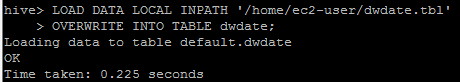 hive> LOAD DATA LOCAL INPATH '/home/ec2-user/dwdate.tbl'
    > OVERWRITE INTO TABLE dwdate;
Loading data to table default.dwdate
OK
Time taken: 0.225 seconds